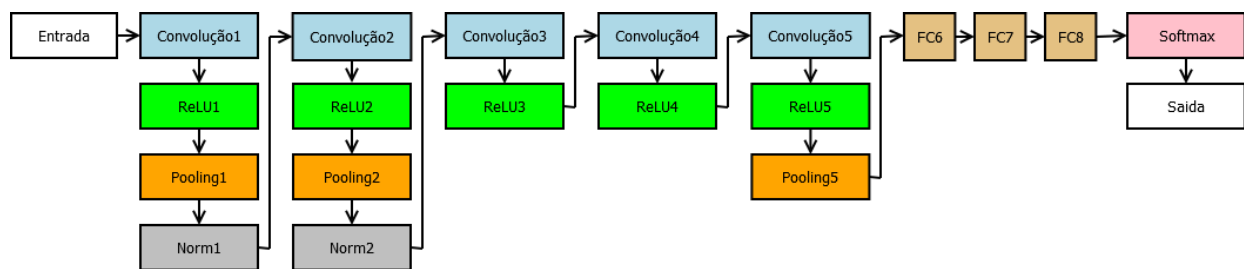 Entrada
Convolução1
ReLU1
Pooling1
Norm1
Convolução2
ReLU2
Pooling2
Norm2
Convolução3
ReLU3
Convolução4
ReLU4
Convolução5
ReLU5
Pooling5
FC6
FC7
FC8
Softmax
Saida